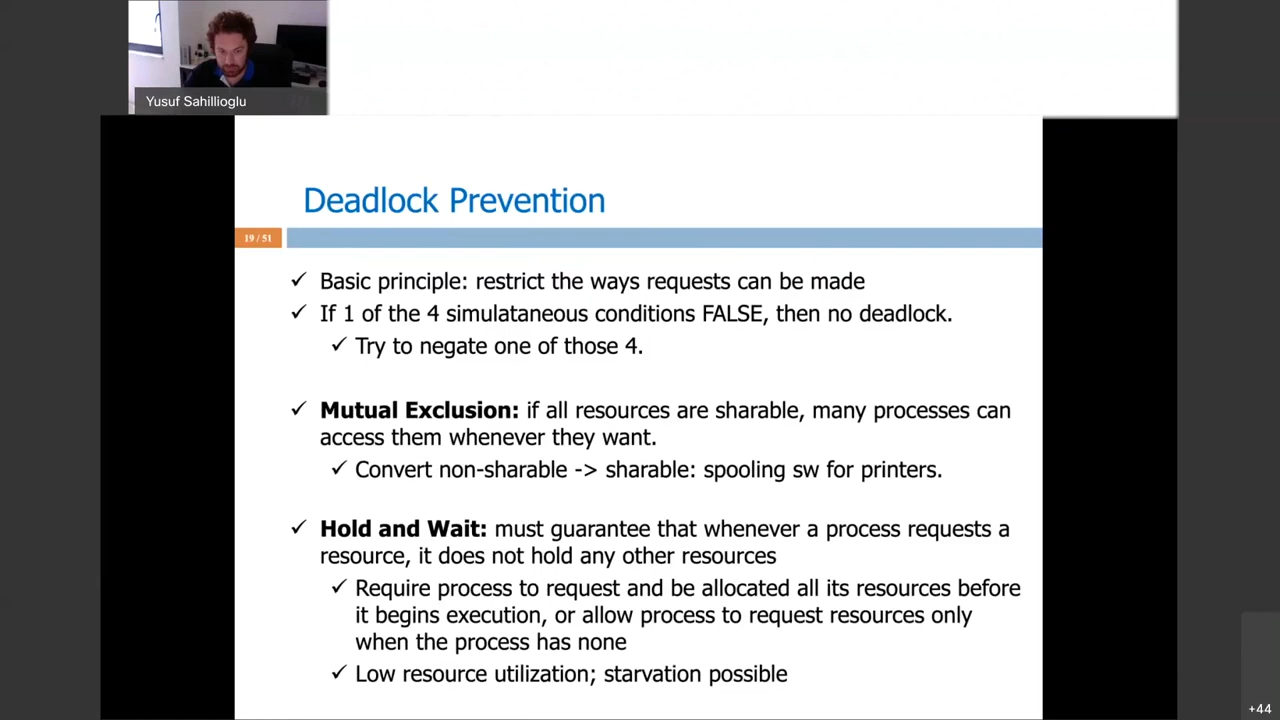 Yusuf Sahillioglu
Deadlock Prevention
19 / 51
✓ Basic principle: restrict the ways requests can be made
✓ If 1 of the 4 simulataneous conditions FALSE, then no deadlock.
✓ Try to negate one of those 4.
✓ Mutual Exclusion: if all resources are sharable, many processes can
access them whenever they want.
✓ Convert non-sharable -> sharable: spooling sw for printers.
✓ Hold and Wait: must guarantee that whenever a process requests a
resource, it does not hold any other resources
✓ Require process to request and be allocated all its resources before
it begins execution, or allow process to request resources only
when the process has none
✓ Low resource utilization; starvation possible
+44